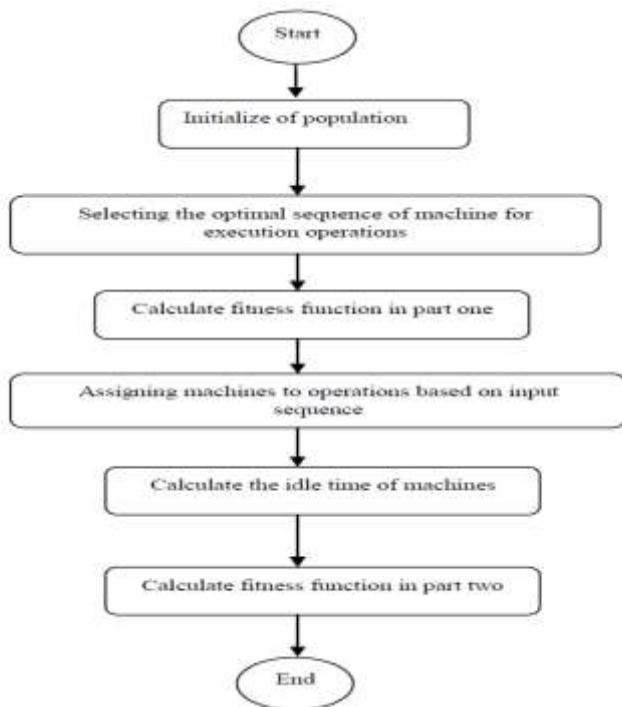 Start
Initialize of population
Selecting the optimal sequence of machine for
execution operations
Calculate fitness function in part one
Assigning machines to operations based on input
sequence
Calculate the idle time of machines
Calculate fitness function in part two
End